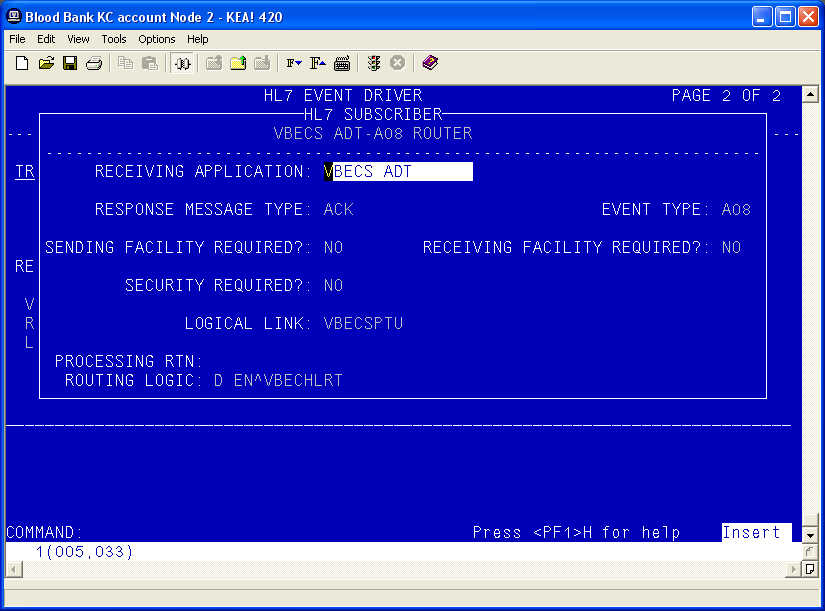 Blood Bank KC account Node 2 - KEA! 420
File Edit View Tools Options Help
HL7 EVENT DRIVER PAGE 2 OF 2
HL7 SUBSCRIBER
VBECS ADT-A08 ROUTER
TR RECEIVING APPLICATION: VBECS ADT
RESPONSE MESSAGE TYPE: ACK EVENT TYPE: A08
SENDING FACILITY REQUIRED?: NO RECEIVING FACILITY REQUIRED?: NO
RE
SECURITY REQUIRED?: NO
V
R LOGICAL LINK: VBECSPTU
L
PROCESSING RTN:
ROUTING LOGIC: D EN^VBECHLRT
COMMAND: Press <PF1>H for help Insert
1(005,033)